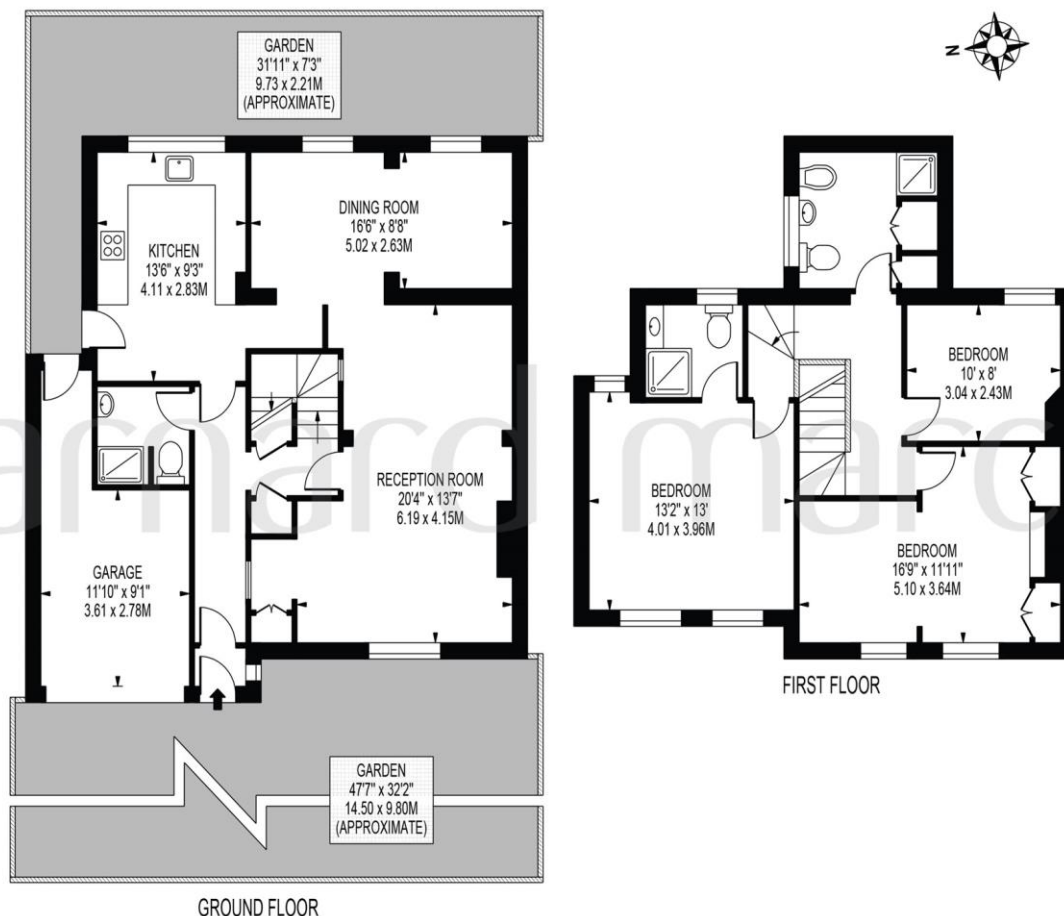 GARDEN
31'11" x 7'3"
9.73 x 2.21M
(APPROXIMATE)
N
DINING ROOM
16'6" x 8'8"
5.02 x 2.63M
KITCHEN
13'6" x 9'3"
4.11 x 2.83M
RECEPTION ROOM
20'4" x 13'7"
6.19 x 4.15M
GARAGE
11'10" x 9'1"
3.61 x 2.78M
GARDEN
47'7" x 32'2"
14.50 x 9.80M
(APPROXIMATE)
GROUND FLOOR
BEDROOM
10' x 8'
3.04 x 2.43M
BEDROOM
13'2" x 13'
4.01 x 3.96M
BEDROOM
16'9" x 11'11"
5.10 x 3.64M
FIRST FLOOR
arnard marc